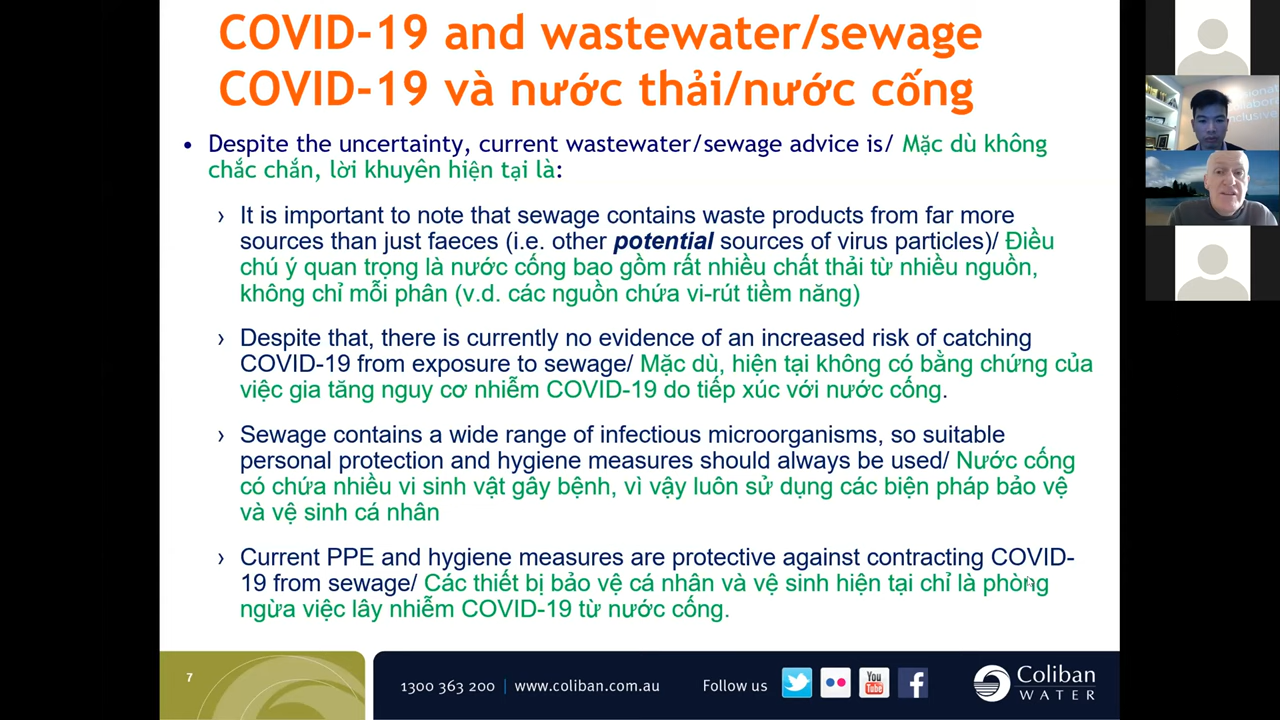 COVID-19 and wastewater/sewage
COVID-19 và nước thải/nước cống
• Despite the uncertainty, current wastewater/sewage advice is/ Mặc dù không
chắc chắn, lời khuyên hiện tại là:
› It is important to note that sewage contains waste products from far more
sources than just faeces (i.e. other potential sources of virus particles)/ Điều
chú ý quan trọng là nước cống bao gồm rất nhiều chất thải từ nhiều nguồn,
không chỉ mỗi phân (v.d. các nguồn chứa vi-rút tiềm năng)
› Despite that, there is currently no evidence of an increased risk of catching
COVID-19 from exposure to sewage/ Mặc dù, hiện tại không có bằng chứng của
việc gia tăng nguy cơ nhiễm COVID-19 do tiếp xúc với nước cống.
› Sewage contains a wide range of infectious microorganisms, so suitable
personal protection and hygiene measures should always be used/ Nước cống
có chứa nhiều vi sinh vật gây bệnh, vì vậy luôn sử dụng các biện pháp bảo vệ
và vệ sinh cá nhân
› Current PPE and hygiene measures are protective against contracting COVID-
19 from sewage/ Các thiết bị bảo vệ cá nhân và vệ sinh hiện tại chỉ là phòng
ngừa việc lây nhiễm COVID-19 từ nước cống.
7
1300 363 200 | www.coliban.com.au
Follow us
You
Tube
Coliban
WATER